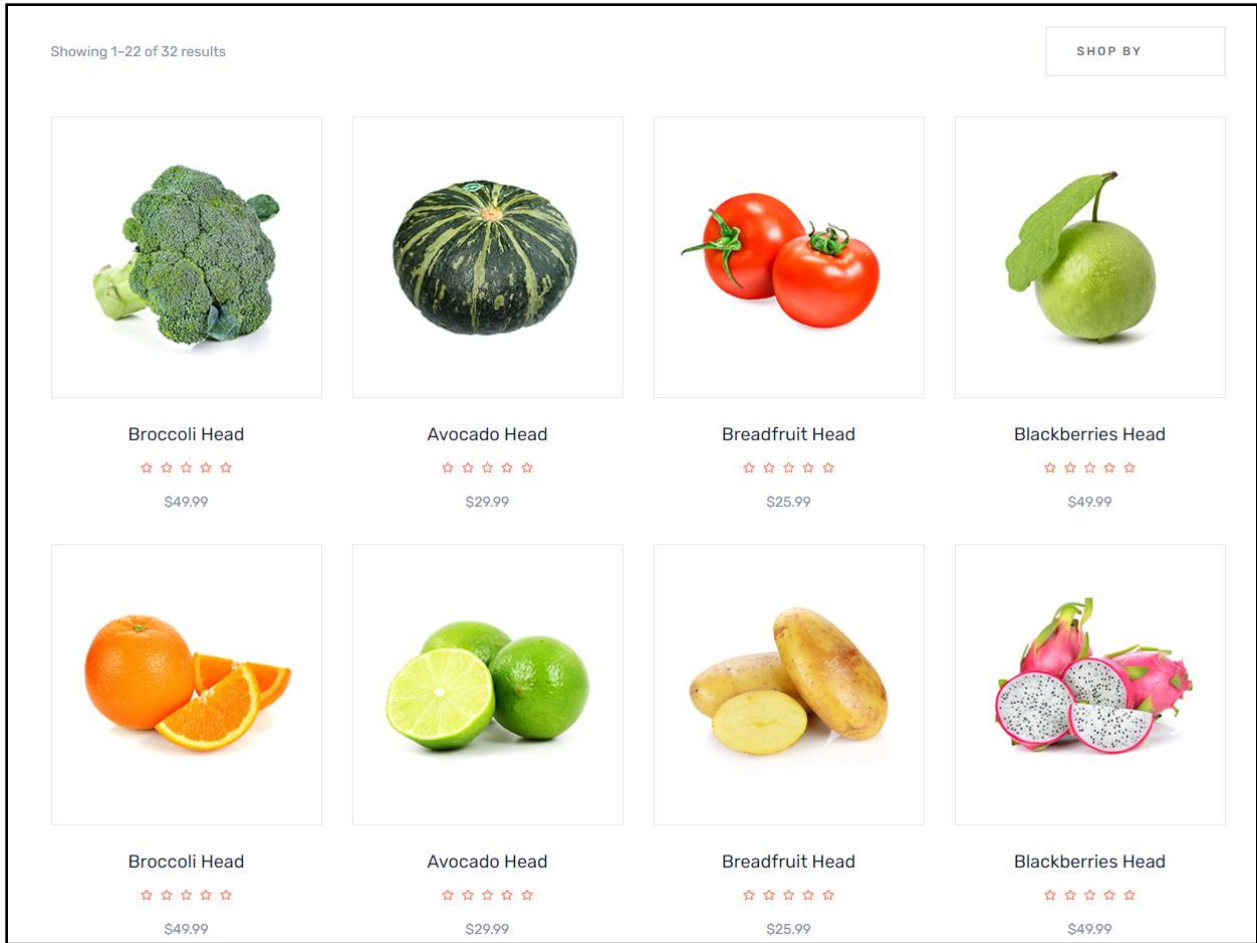 Showing 1–22 of 32 results
SHOP BY
Broccoli Head
Avocado Head
Breadfruit Head
Blackberries Head
$49.99
$29.99
$25.99
$49.99
Broccoli Head
Avocado Head
Breadfruit Head
Blackberries Head
$49.99
$29.99
$25.99
$49.99